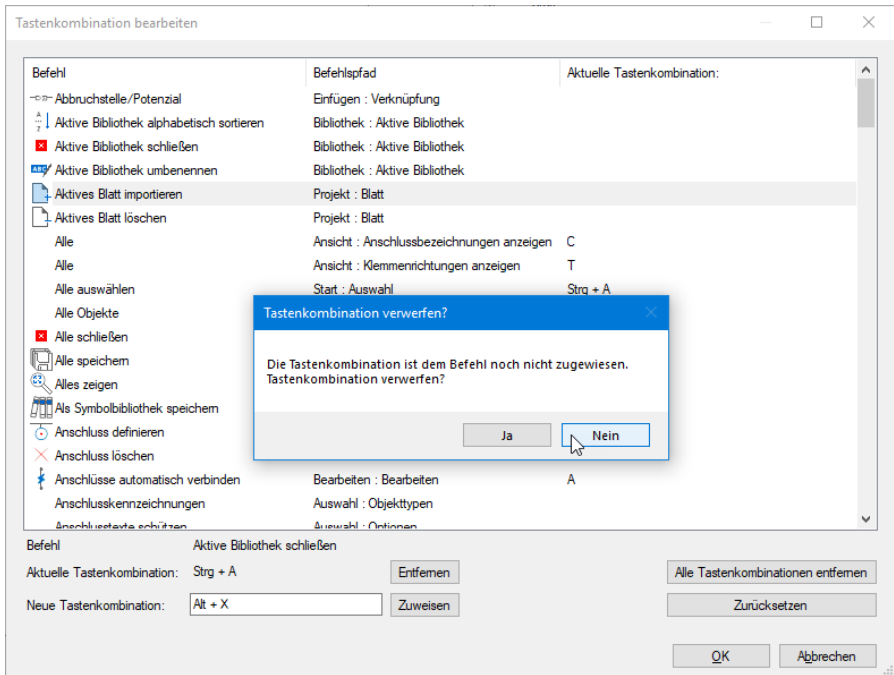 Tastenkombination bearbeiten
Befehl Befehlspfad Aktuelle Tastenkombination:
Abbruchstelle/Potenzial Einfügen : Verknüpfung
Aktive Bibliothek alphabetisch sortieren Bibliothek : Aktive Bibliothek
Aktive Bibliothek schließen Bibliothek : Aktive Bibliothek
Aktive Bibliothek umbenennen Bibliothek : Aktive Bibliothek
Aktives Blatt importieren Projekt : Blatt
Aktives Blatt löschen Projekt : Blatt
Alle Ansicht : Anschlussbezeichnungen anzeigen C
Alle Ansicht : Klemmenrichtungen anzeigen T
Alle auswählen Start : Auswahl Strg + A
Alle Objekte
Alle schließen
Alle speichern
Alles zeigen
Als Symbolbibliothek speichern
Anschluss definieren
Anschluss löschen
Tastenkombination verwerfen?
Die Tastenkombination ist dem Befehl noch nicht zugewiesen.
Tastenkombination verwerfen?
Ja Nein
Anschlüsse automatisch verbinden Bearbeiten : Bearbeiten A
Anschlusskennzeichnungen Auswahl : Objekttypen
Anschlusstexte schützen Auswahl : Optionen
Befehl Aktive Bibliothek schließen
Aktuelle Tastenkombination: Strg + A Entfernen Alle Tastenkombinationen entfernen
Neue Tastenkombination: Alt + X Zuweisen Zurücksetzen
OK Abbrechen